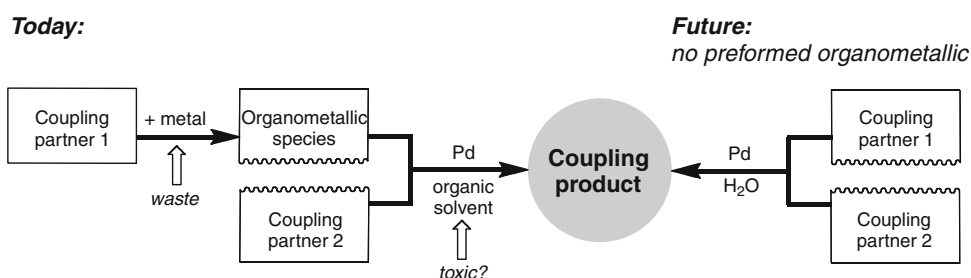 Today:
Future:
no preformed organometallic
Coupling
partner 1
+ metal
waste
Organometallic
species
Coupling
partner 2
Pd
organic
solvent
toxic?
Coupling
product
Pd
H₂O
Coupling
partner 1
Coupling
partner 2